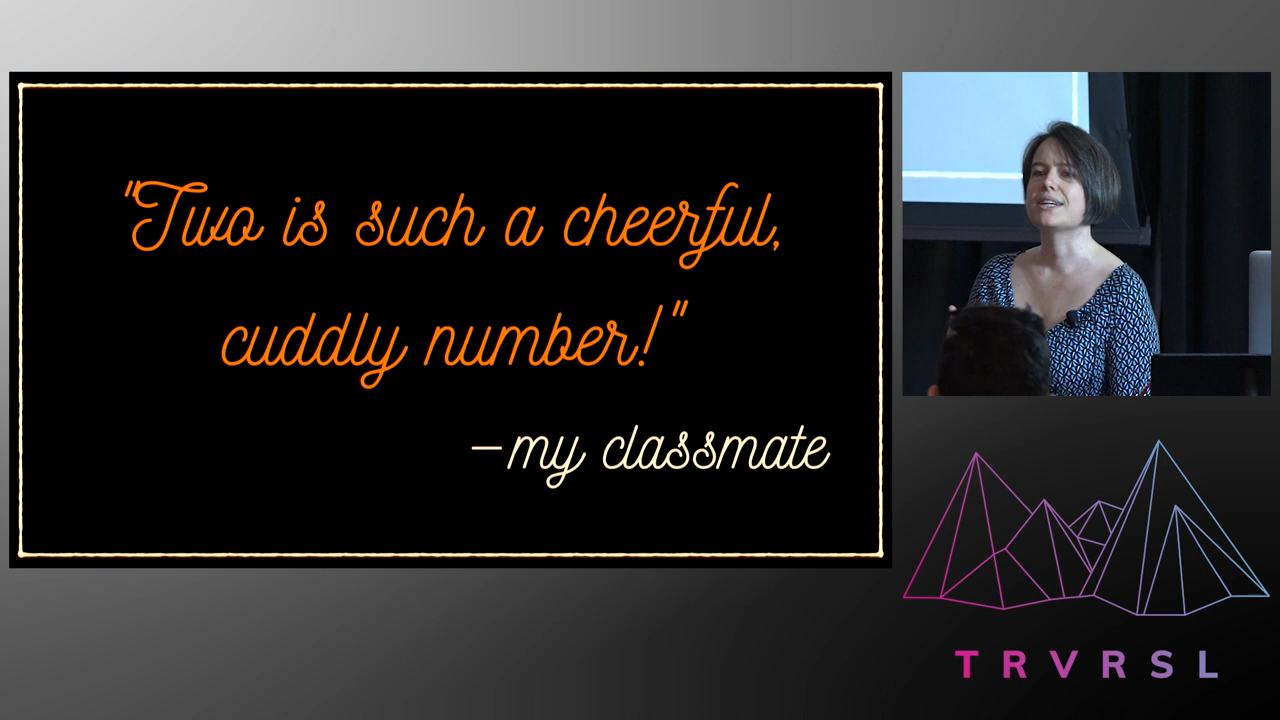 "Two is such a cheerful,
cuddly number!"
—my classmate
TRVRSL